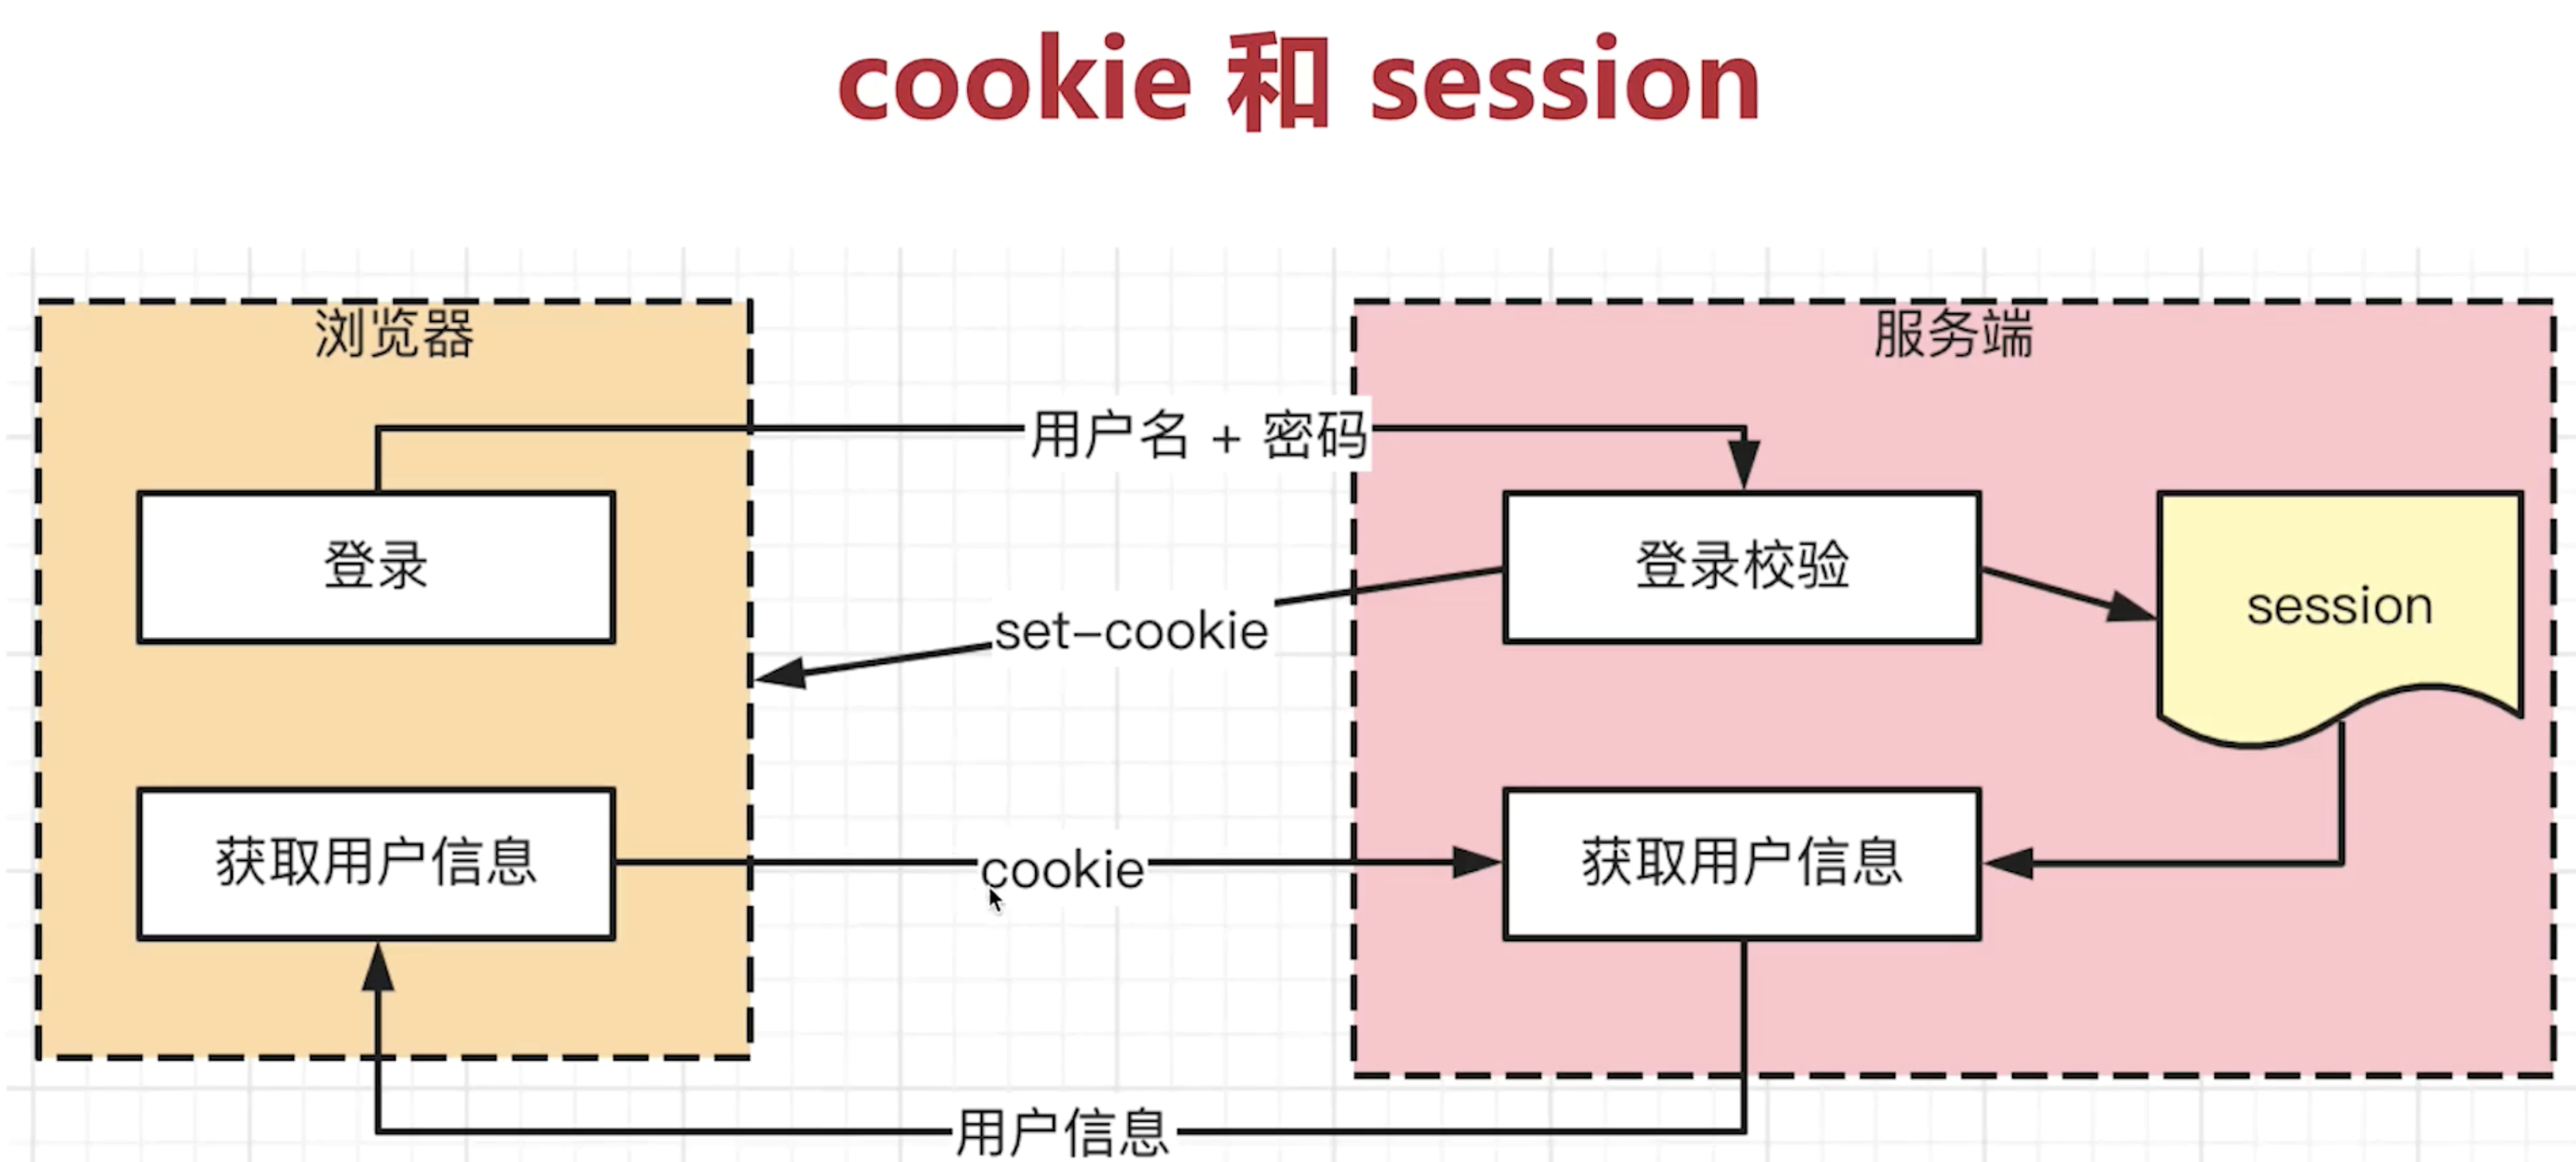 cookie 和 session
浏览器
服务端
用户名 + 密码
登录
登录校验
session
set-cookie
获取用户信息
cookie
获取用户信息
用户信息